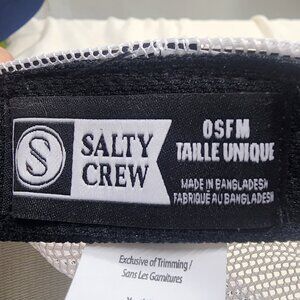 S
SALTY
CREW
OSFM
TAILLE UNIQUE
MADE IN BANGLADESH
FABRIQUÉ AU BANGLADESH
Exclusive of Trimming /
Sans Les Garnitures